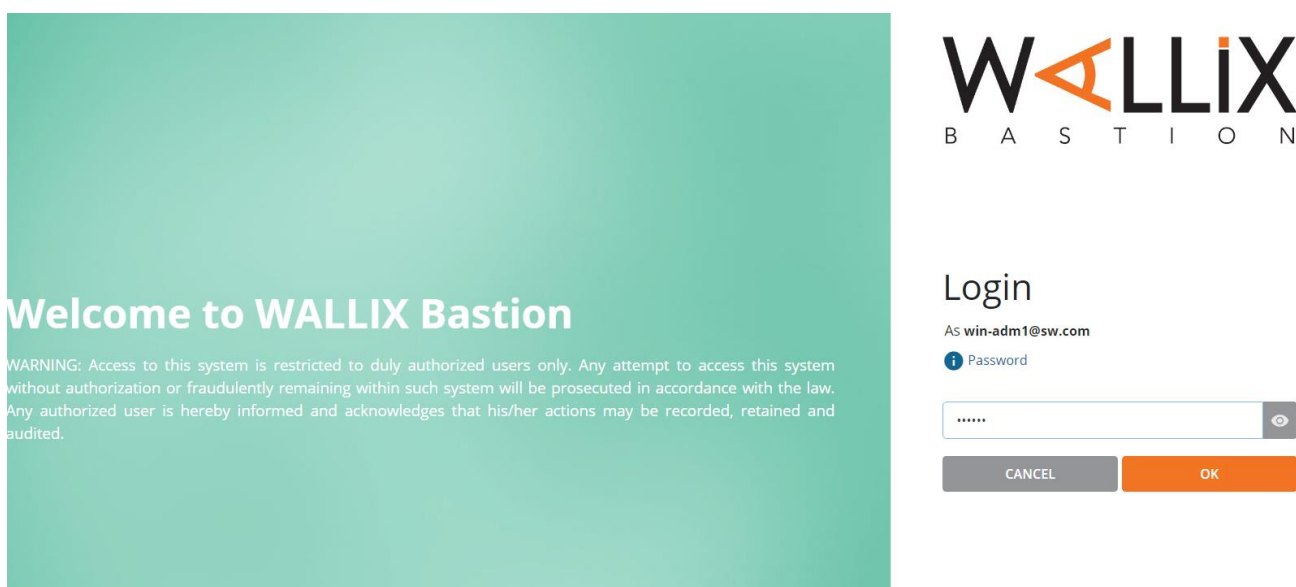 WALLiX
BASTION
Welcome to WALLIX Bastion
WARNING: Access to this system is restricted to duly authorized users only. Any attempt to access this system
without authorization or fraudulently remaining within such system will be prosecuted in accordance with the law.
Any authorized user is hereby informed and acknowledges that his/her actions may be recorded, retained and
audited.
Login
As win-adm1@sw.com
i Password
••••••
CANCEL
OK